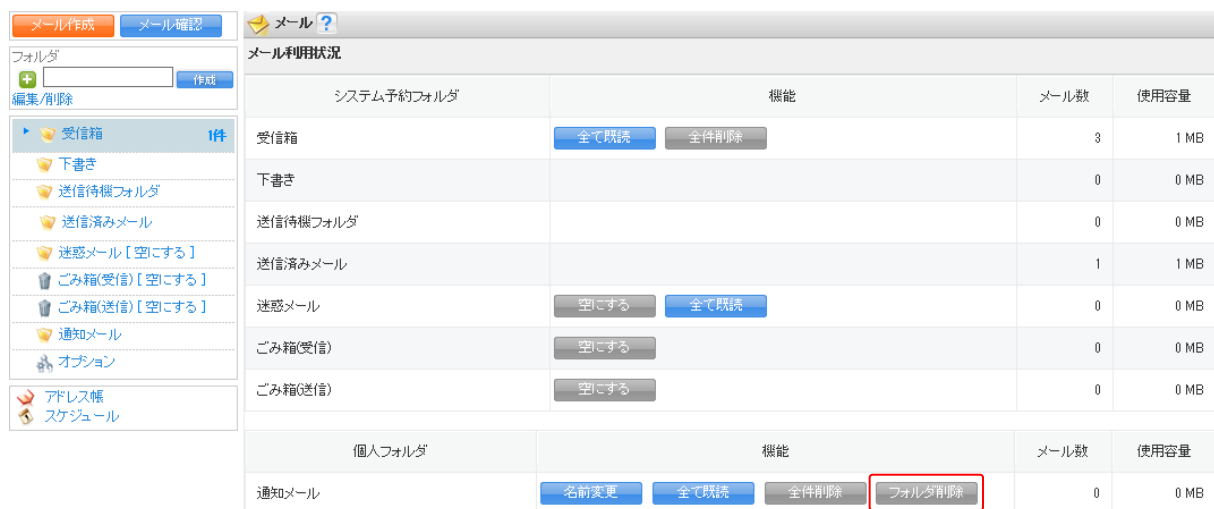 メール作成 メール確認
フォルダ
作成
編集/削除
受信箱 1件
下書き
送信待機フォルダ
送信済みメール
迷惑メール [ 空にする ]
ごみ箱(受信) [ 空にする ]
ごみ箱(送信) [ 空にする ]
通知メール
オプション
アドレス帳
スケジュール
メール ?
メール利用状況
システム予約フォルダ 機能 メール数 使用容量
受信箱 全て既読 全件削除 3 1 MB
下書き 0 0 MB
送信待機フォルダ 0 0 MB
送信済みメール 1 1 MB
迷惑メール 空にする 全て既読 0 0 MB
ごみ箱(受信) 空にする 0 0 MB
ごみ箱(送信) 空にする 0 0 MB
個人フォルダ 機能 メール数 使用容量
通知メール 名前変更 全て既読 全件削除 フォルダ削除 0 0 MB